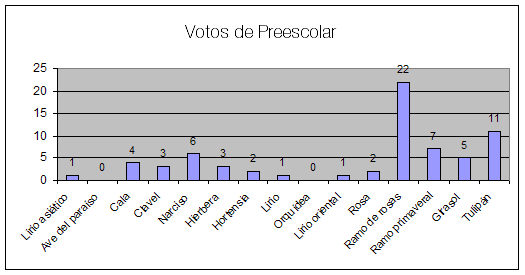 Votos de Preescolar
25
20
15
10
5
0
1
0
4
3
6
3
2
1
0
1
2
22
7
5
11
Lirio asiático
Ave del paraíso
Cala
Clavel
Narciso
Hierbera
Hortensia
Lirio
Orquídea
Lirio oriental
Rosa
Ramo de rosas
Ramo primaveral
Girasol
Tulipán